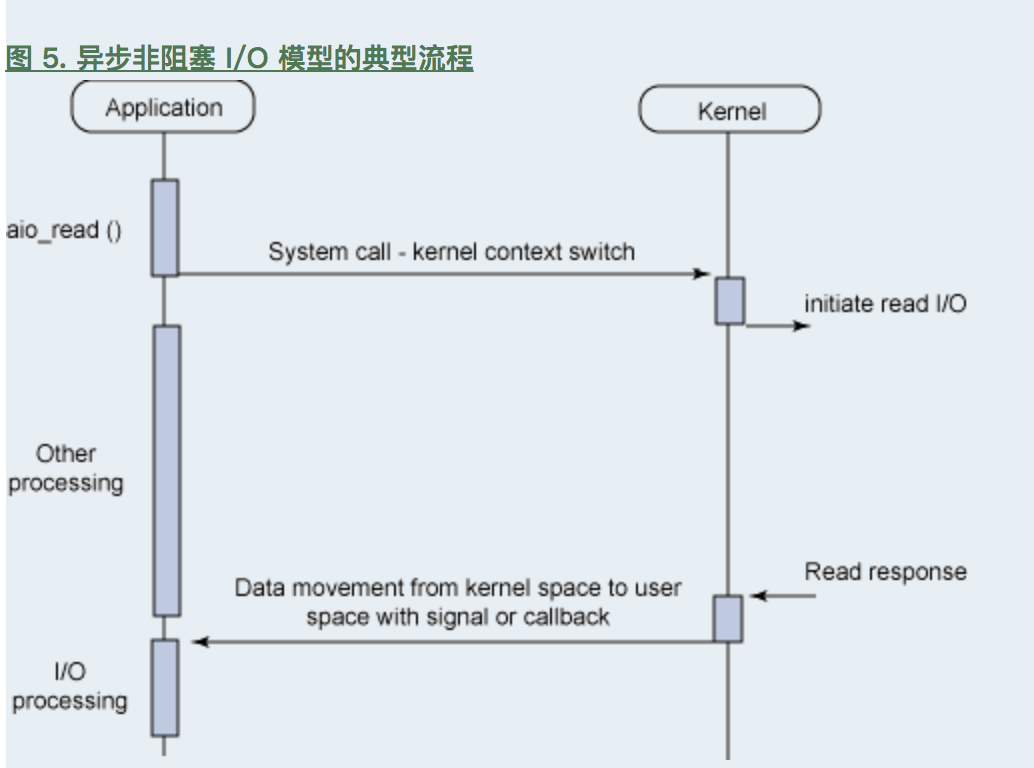 图 5. 异步非阻塞 I/O 模型的典型流程
Application
Kernel
aio_read ()
System call - kernel context switch
initiate read I/O
Other
processing
Read response
Data movement from kernel space to user
space with signal or callback
I/O
processing